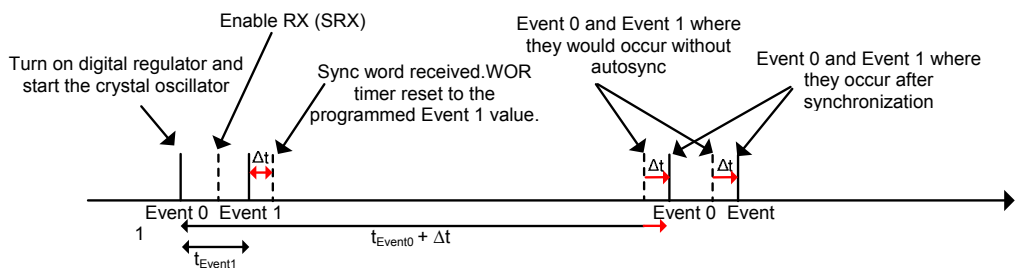 Enable RX (SRX)
Turn on digital regulator and
start the crystal oscillator
Sync word received.WOR
timer reset to the
programmed Event 1 value.
Event 0 and Event 1 where
they would occur without
autosync
Event 0 and Event 1 where
they occur after
synchronization
Δt
Δt
Δt
Event 0
Event 1
Event 0
Event
1
tEvent0 + Δt
tEvent1